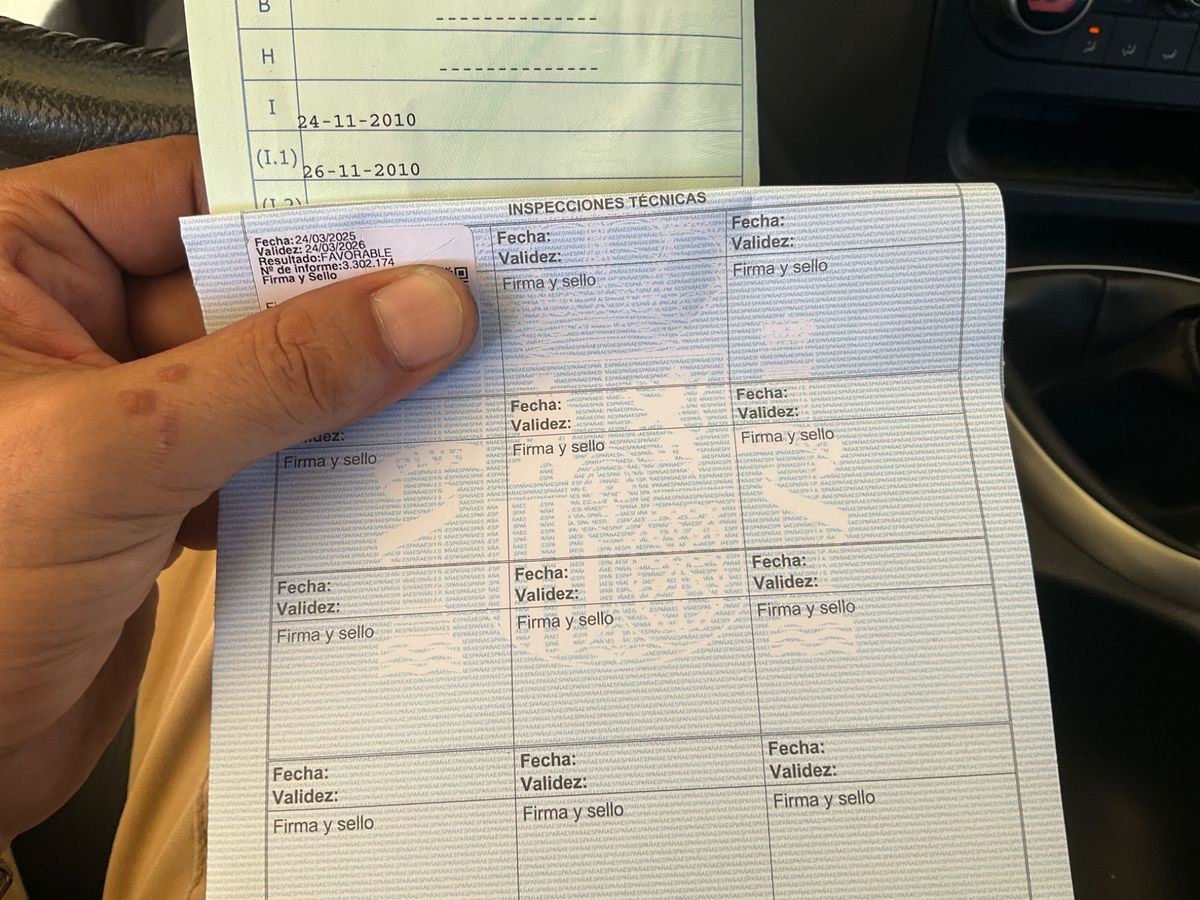 B
-------------
H
-------------
I 24-11-2010
(I.1) 26-11-2010
INSPECCIONES TÉCNICAS
Fecha:24/03/2025
Validez: 24/03/2026
Resultado:FAVORABLE
Nº de informe:3.302.174
Firma y Sello
Fecha:
Validez:
Firma y sello
Fecha:
Validez:
Firma y sello
Firma y sello
Fecha:
Validez:
Firma y sello
Fecha:
Validez:
Firma y sello
Fecha:
Validez:
Firma y sello
Fecha:
Validez:
Firma y sello
Fecha:
Validez:
Firma y sello
Fecha:
Validez:
Firma y sello
Fecha:
Validez:
Firma y sello
Fecha:
Validez:
Firma y sello